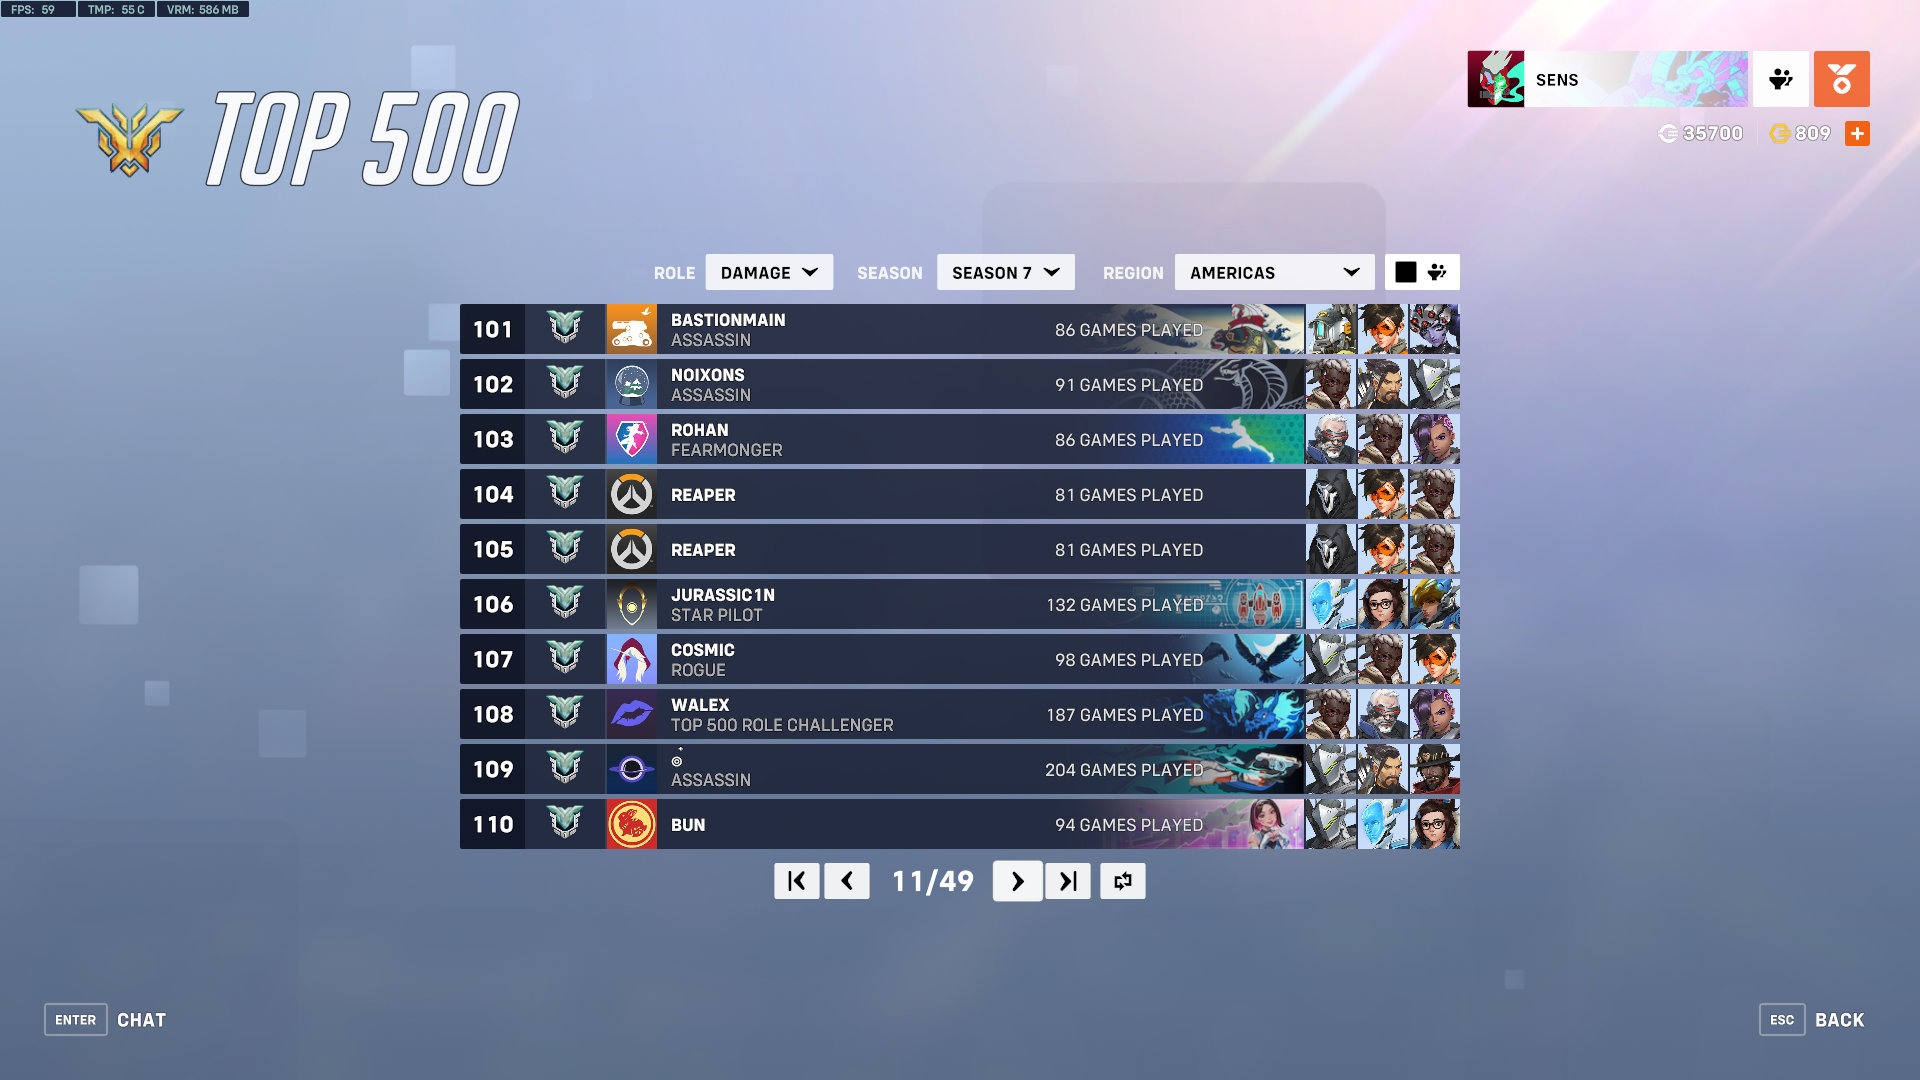 FPS: 59 TMP: 55 C VRM: 586 MB
TOP 500
SENS
35700 809
ROLE DAMAGE SEASON SEASON 7 REGION AMERICAS
101 BASTIONMAIN 86 GAMES PLAYED
ASSASSIN
102 NOIXONS 91 GAMES PLAYED
ASSASSIN
103 ROHAN 86 GAMES PLAYED
FEARMONGER
104 REAPER 81 GAMES PLAYED
105 REAPER 81 GAMES PLAYED
106 JURASSIC1N 132 GAMES PLAYED
STAR PILOT
107 COSMIC 98 GAMES PLAYED
ROGUE
108 WALEX 187 GAMES PLAYED
TOP 500 ROLE CHALLENGER
109 204 GAMES PLAYED
ASSASSIN
110 BUN 94 GAMES PLAYED
11/49
ENTER CHAT
ESC BACK